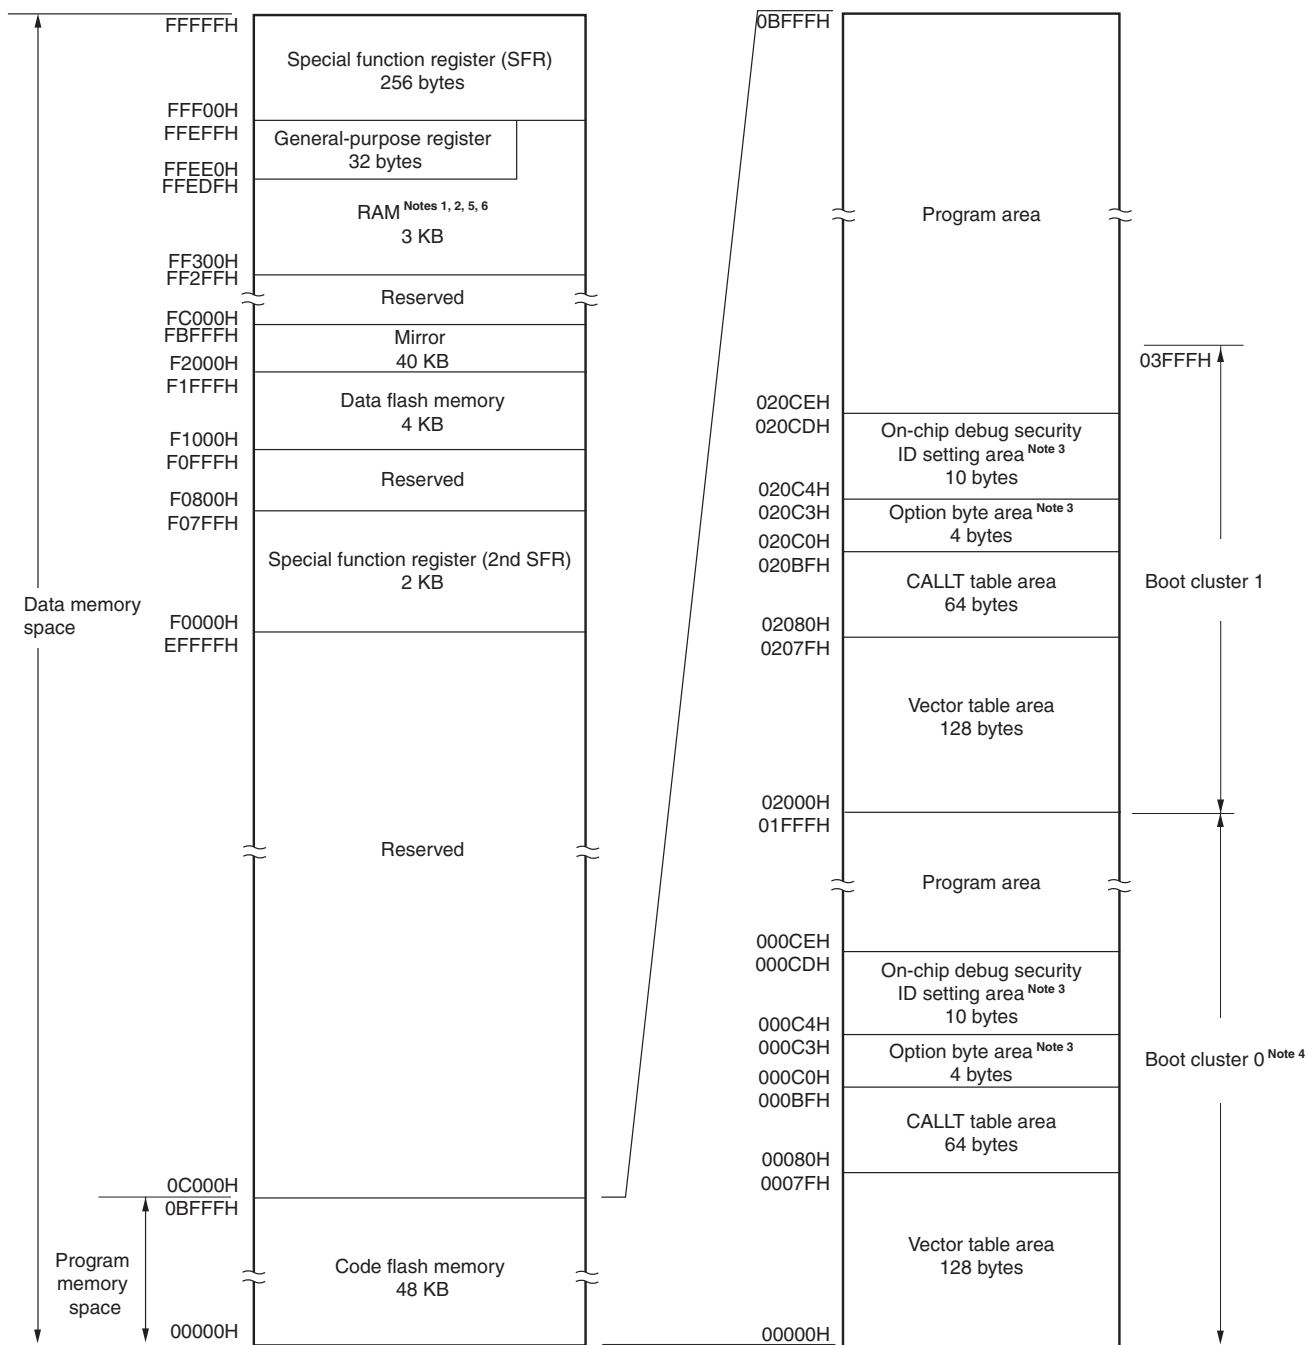 FFFFFH
Special function register (SFR)
256 bytes
FFF00H
FFEFFH
General-purpose register
32 bytes
FFEE0H
FFEDFH
RAM Notes 1, 2, 5, 6
3 KB
FF300H
FF2FFH
Reserved
FC000H
FBFFFH
Mirror
40 KB
F2000H
F1FFFH
Data flash memory
4 KB
F1000H
F0FFFH
Reserved
F0800H
F07FFH
Special function register (2nd SFR)
2 KB
Data memory
space
F0000H
EFFFFH
Reserved
0C000H
0BFFFH
Program
memory
space
Code flash memory
48 KB
00000H
0BFFFH
Program area
03FFFH
020CEH
020CDH
On-chip debug security
ID setting area Note 3
10 bytes
020C4H
020C3H
Option byte area Note 3
4 bytes
020C0H
020BFH
CALLT table area
64 bytes
Boot cluster 1
02080H
0207FH
Vector table area
128 bytes
02000H
01FFFH
Program area
000CEH
000CDH
On-chip debug security
ID setting area Note 3
10 bytes
000C4H
000C3H
Option byte area Note 3
4 bytes
Boot cluster 0 Note 4
000C0H
000BFH
CALLT table area
64 bytes
00080H
0007FH
Vector table area
128 bytes
00000H